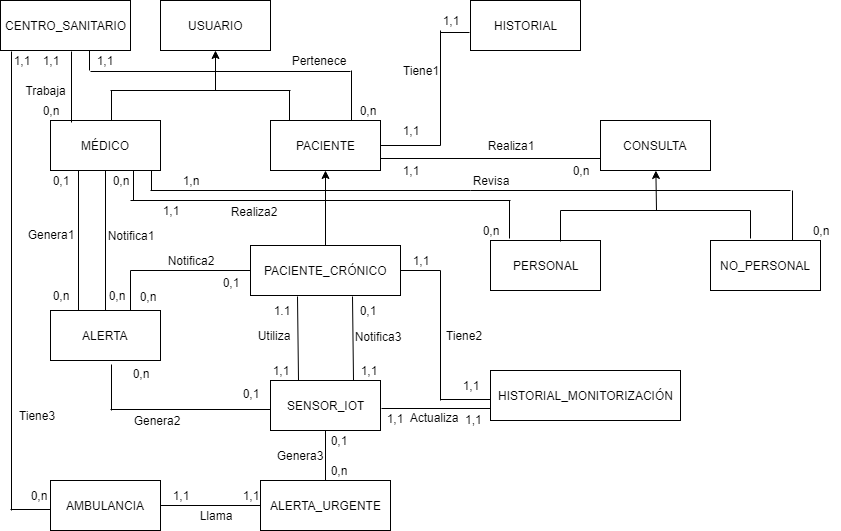 CENTRO_SANITARIO
USUARIO
1,1
HISTORIAL
1,1
1,1
1,1
Pertenece
Tiene1
Trabaja
0,n
0,n
1,1
MÉDICO
PACIENTE
Realiza1
CONSULTA
1,1
0,n
0,1
0,n
1,n
Revisa
1,1
Realiza2
Genera1
Notifica1
0,n
0,n
Notifica2
1,1
PACIENTE_CRÓNICO
PERSONAL
NO_PERSONAL
0,1
0,n
0,n
0,n
1.1
0,1
ALERTA
Utiliza
Notifica3
Tiene2
0,n
1,1
1,1
1,1
0,1
HISTORIAL_MONITORIZACIÓN
SENSOR_IOT
Tiene3
Genera2
1,1
Actualiza
1,1
0,1
Genera3
0,n
0,n
1,1
1,1
AMBULANCIA
ALERTA_URGENTE
Llama